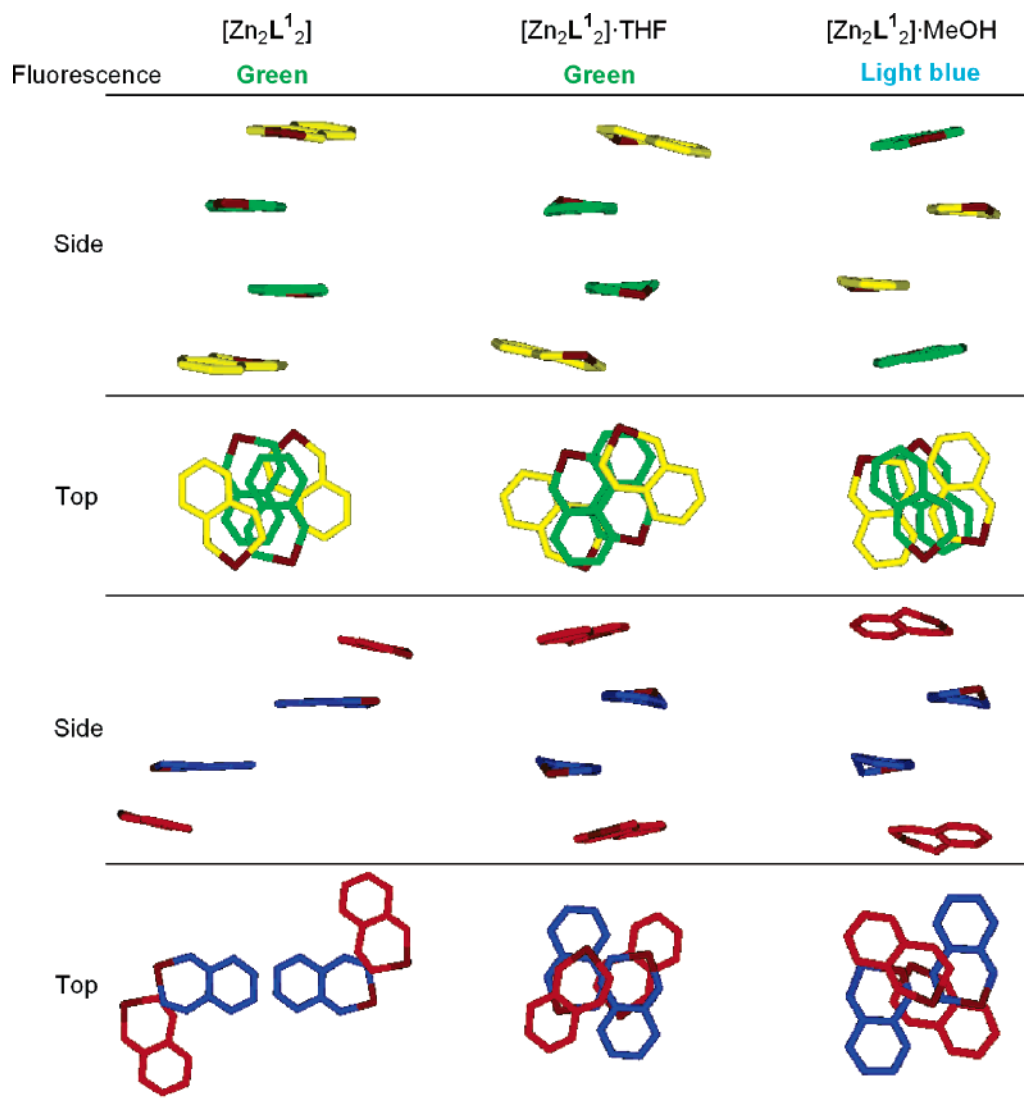 [Zn₂L¹₂] [Zn₂L¹₂]·THF [Zn₂L¹₂]·MeOH
Fluorescence Green Green Light blue
Side
Top
Side
Top